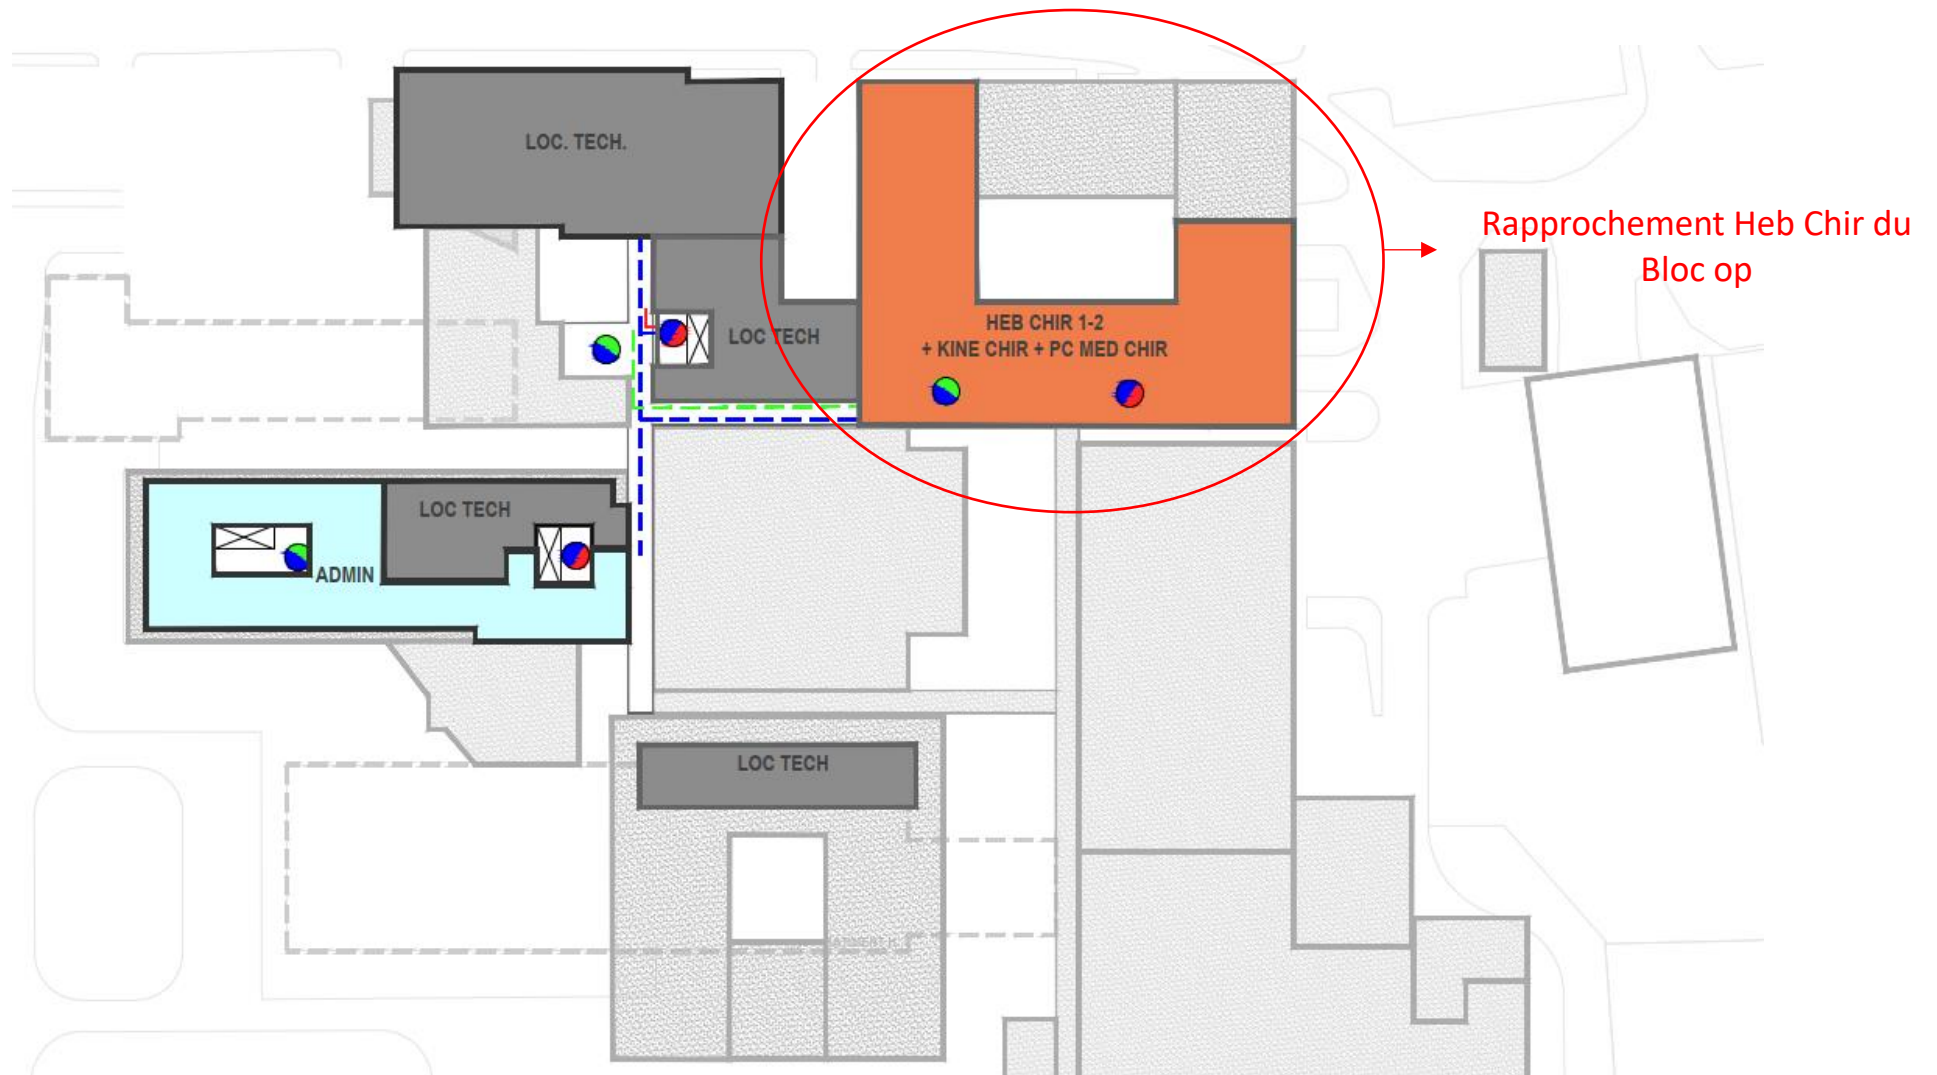 LOC. TECH.
Rapprochement Heb Chir du
Bloc op
HEB CHIR 1-2
+ KINE CHIR + PC MED CHIR
LOC TECH
LOC TECH
ADMIN
LOC TECH